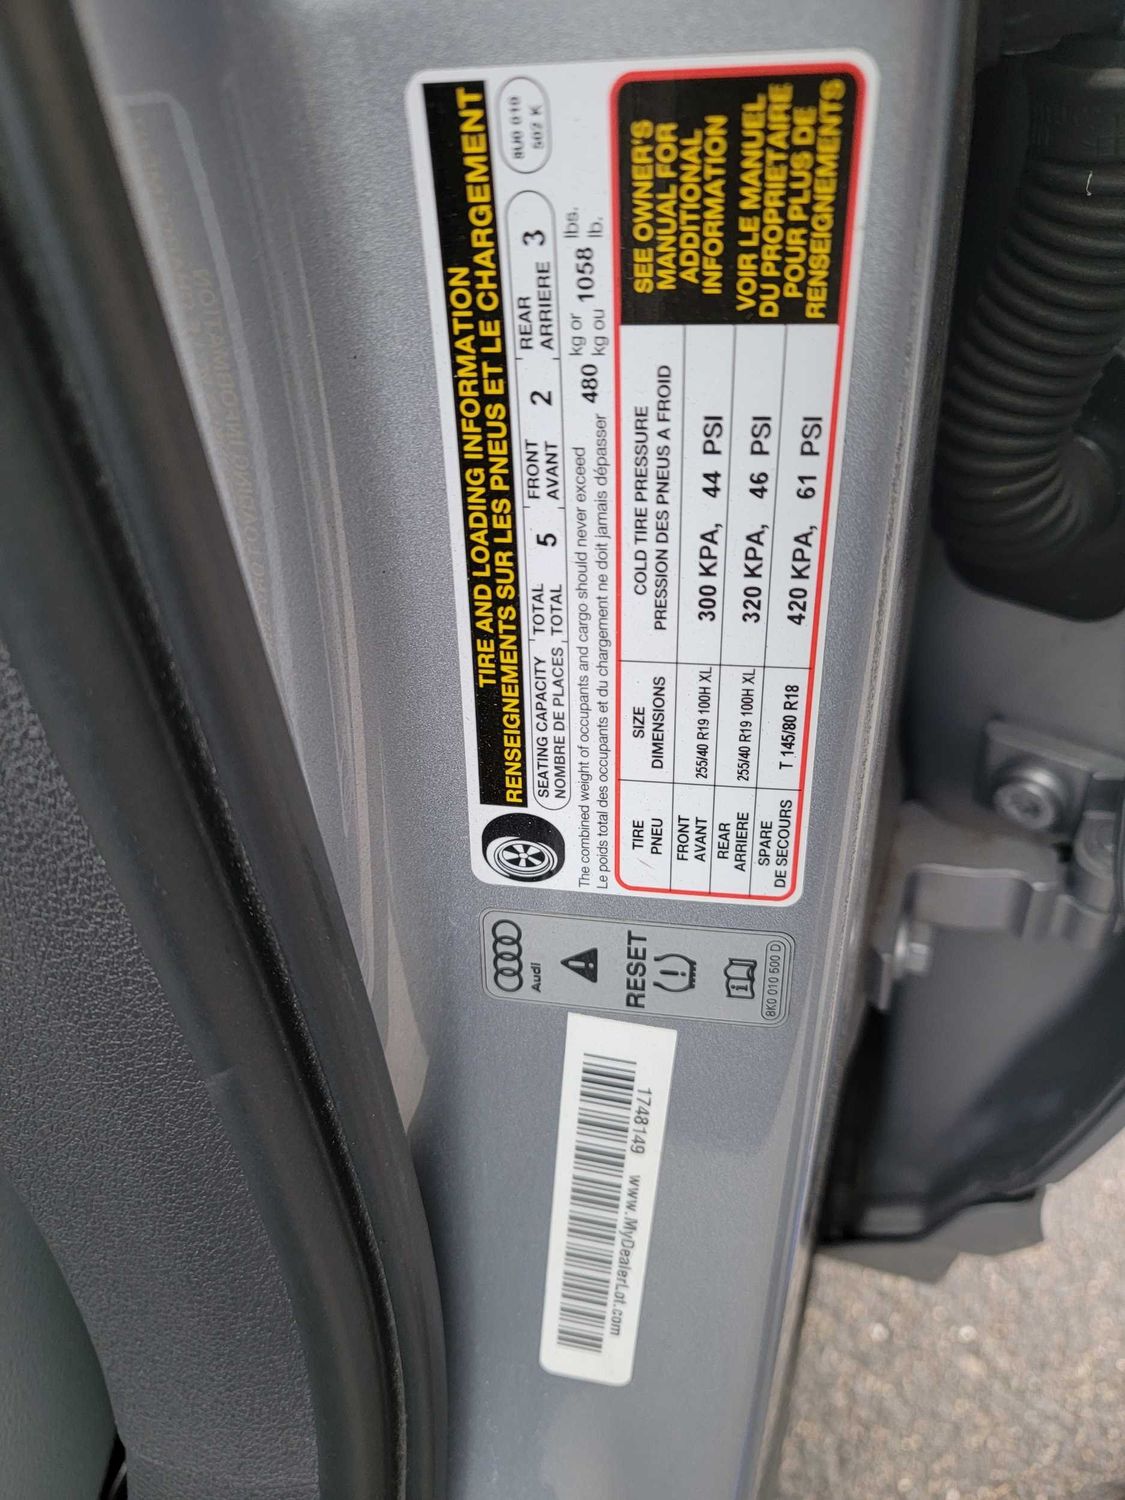 TIRE AND LOADING INFORMATION
RENSEIGNEMENTS SUR LES PNEUS ET LE CHARGEMENT
SEATING CAPACITY TOTAL 5 FRONT 2 REAR 3
NOMBRE DE PLACES TOTAL AVANT ARRIERE
8U0 010
502 K
The combined weight of occupants and cargo should never exceed 480 kg or 1058 lbs.
Le poids total des occupants et du chargement ne doit jamais dépasser kg ou lb.
TIRE SIZE COLD TIRE PRESSURE
PNEU DIMENSIONS PRESSION DES PNEUS A FROID
FRONT
AVANT 255/40 R19 100H XL 300 KPA, 44 PSI
REAR
ARRIERE 255/40 R19 100H XL 320 KPA, 46 PSI
SPARE
DE SECOURS T 145/80 R18 420 KPA, 61 PSI
SEE OWNER'S
MANUAL FOR
ADDITIONAL
INFORMATION
VOIR LE MANUEL
DU PROPRIETAIRE
POUR PLUS DE
RENSEIGNEMENTS
Audi
RESET
8K0 010 500 D
1748149 www.MyDealerLot.com